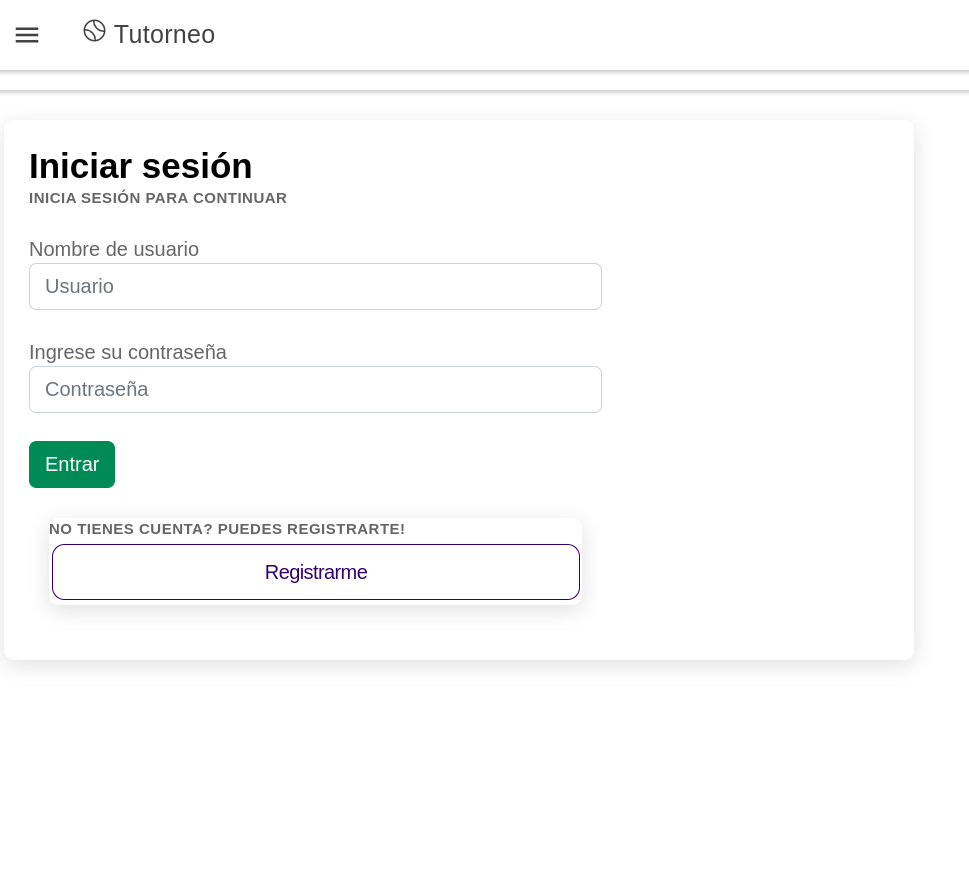 Tutorneo
Iniciar sesión
INICIA SESIÓN PARA CONTINUAR
Nombre de usuario
Usuario
Ingrese su contraseña
Contraseña
Entrar
NO TIENES CUENTA? PUEDES REGISTRARTE!
Registrarme